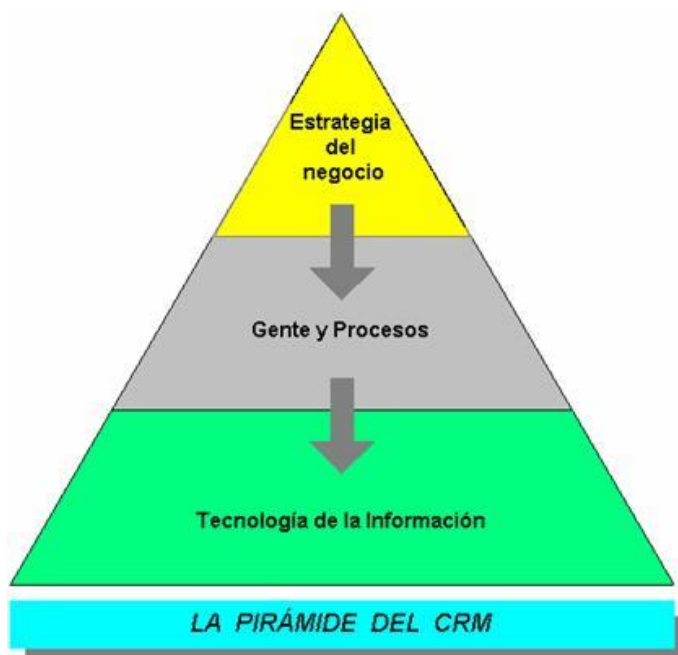 Estrategia
del
negocio
Gente y Procesos
Tecnología de la Información
LA PIRÁMIDE DEL CRM